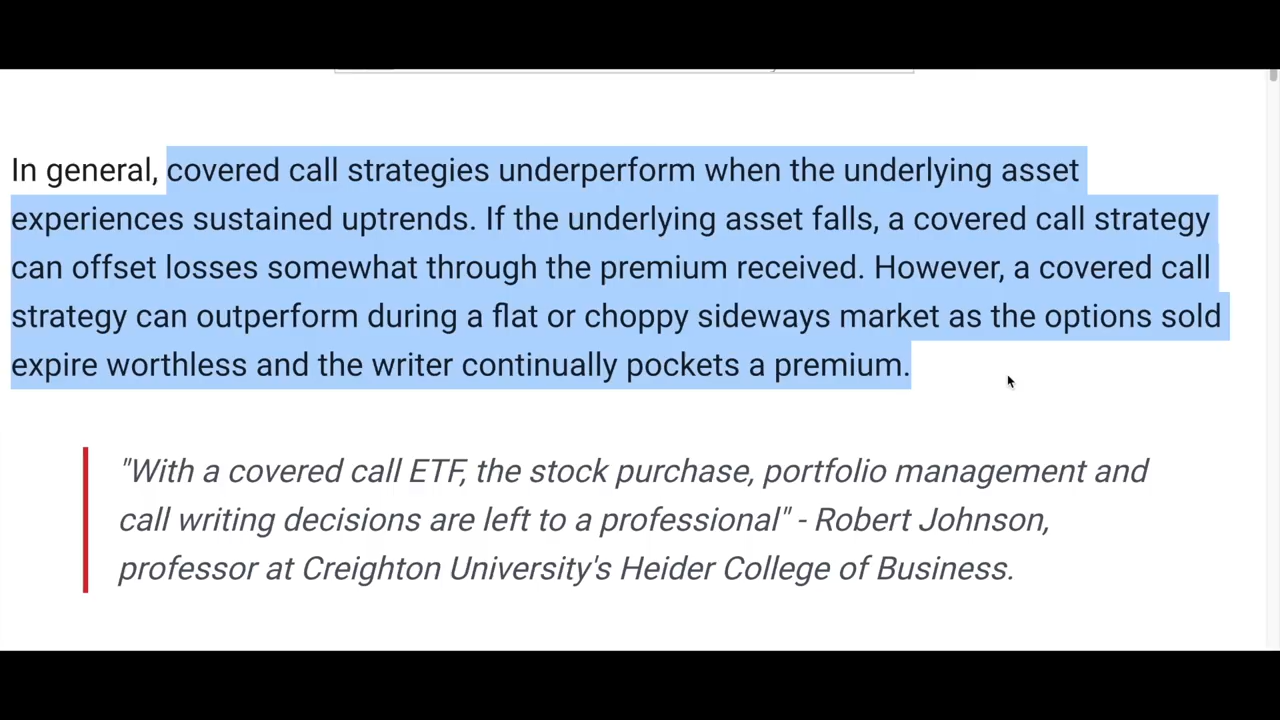 In general, covered call strategies underperform when the underlying asset
experiences sustained uptrends. If the underlying asset falls, a covered call strategy
can offset losses somewhat through the premium received. However, a covered call
strategy can outperform during a flat or choppy sideways market as the options sold
expire worthless and the writer continually pockets a premium.
"With a covered call ETF, the stock purchase, portfolio management and
call writing decisions are left to a professional" - Robert Johnson,
professor at Creighton University's Heider College of Business.